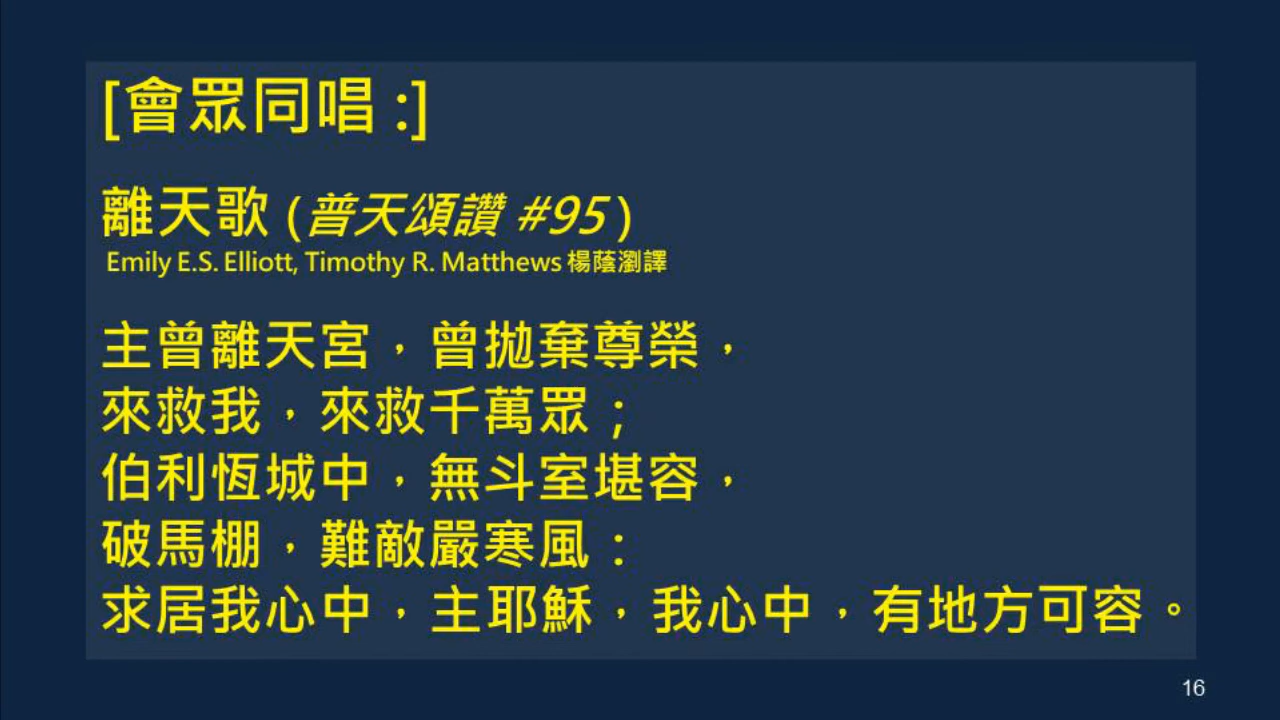 [會眾同唱 :]
離天歌 (普天頌讚 #95)
Emily E.S. Elliott, Timothy R. Matthews 楊蔭瀏譯
主曾離天宮，曾拋棄尊榮，
來救我，來救千萬眾；
伯利恆城中，無斗室堪容，
破馬棚，難敵嚴寒風：
求居我心中，主耶穌，我心中，有地方可容。
16